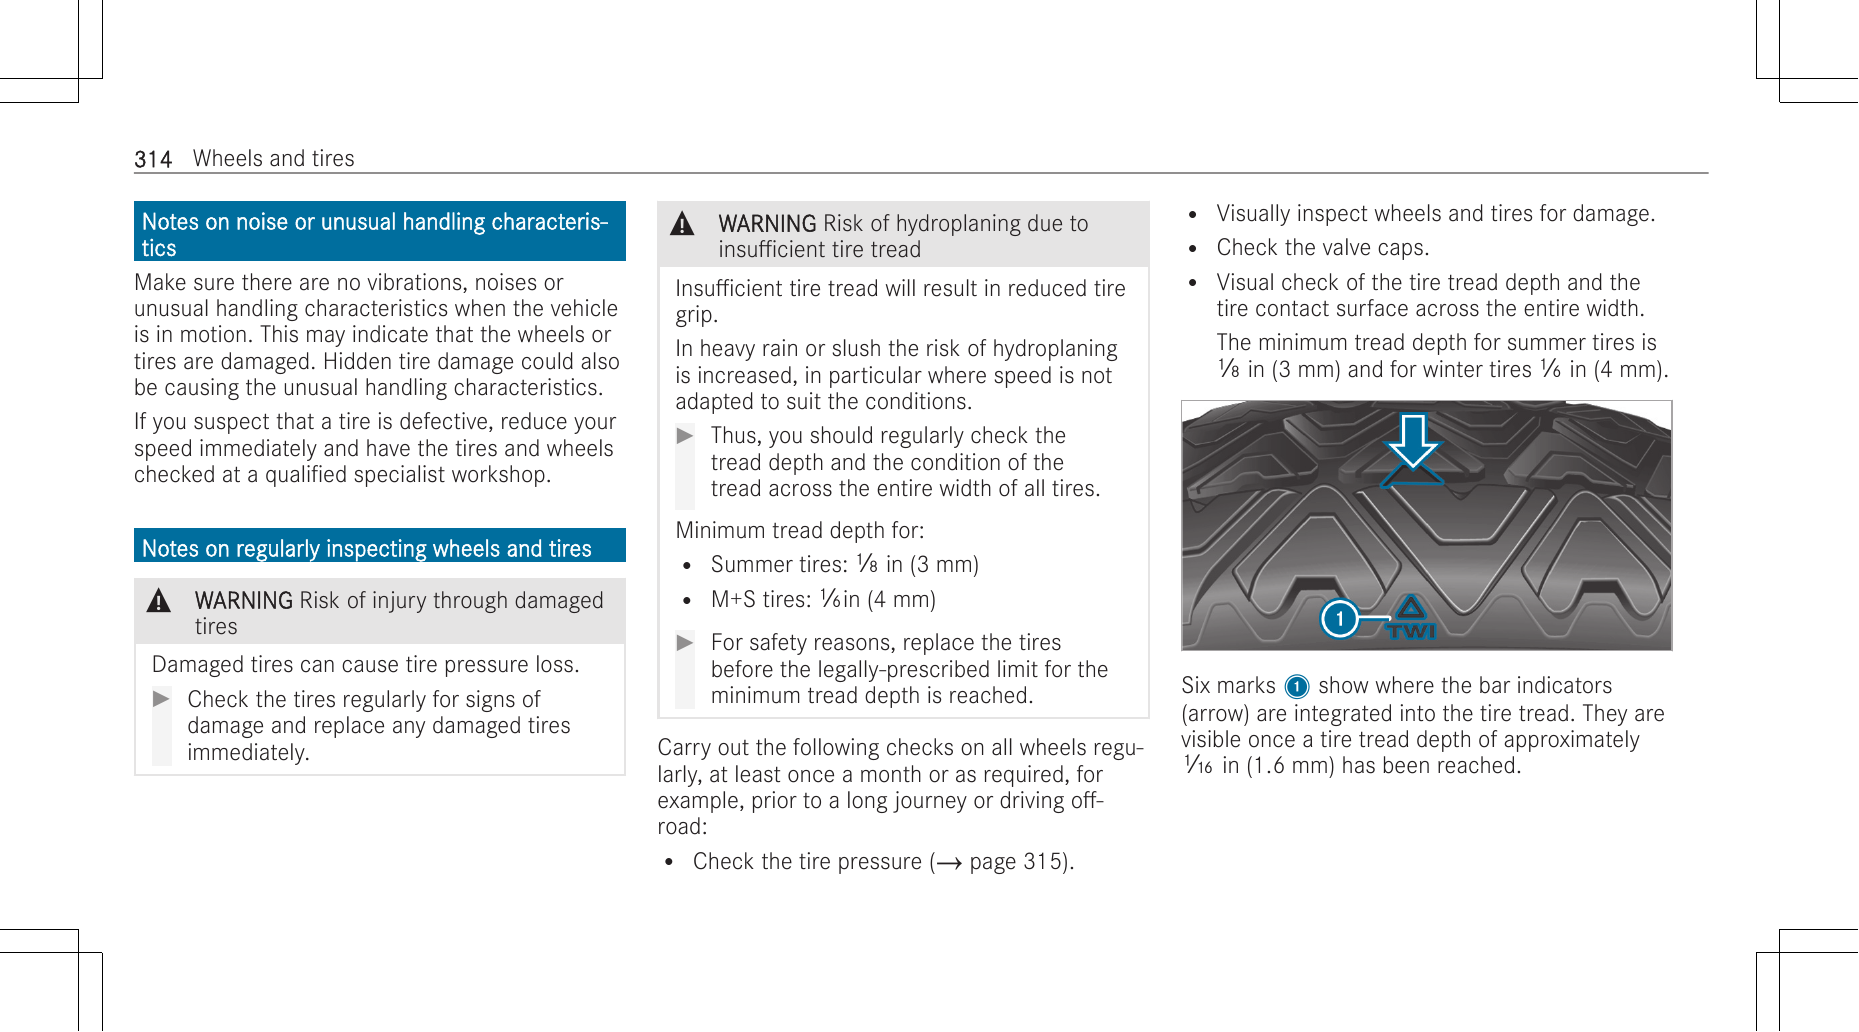 314 Wheels and tires
Notes on noise or unusual handling characteris-
tics
Make sure there are no vibrations, noises or
unusual handling characteristics when the vehicle
is in motion. This may indicate that the wheels or
tires are damaged. Hidden tire damage could also
be causing the unusual handling characteristics.
If you suspect that a tire is defective, reduce your
speed immediately and have the tires and wheels
checked at a qualified specialist workshop.
Notes on regularly inspecting wheels and tires
WARNING Risk of injury through damaged
tires
Damaged tires can cause tire pressure loss.
▶ Check the tires regularly for signs of
damage and replace any damaged tires
immediately.
WARNING Risk of hydroplaning due to
insufficient tire tread
Insufficient tire tread will result in reduced tire
grip.
In heavy rain or slush the risk of hydroplaning
is increased, in particular where speed is not
adapted to suit the conditions.
▶ Thus, you should regularly check the
tread depth and the condition of the
tread across the entire width of all tires.
Minimum tread depth for:
• Summer tires: ⅛ in (3 mm)
• M+S tires: ⅙in (4 mm)
▶ For safety reasons, replace the tires
before the legally-prescribed limit for the
minimum tread depth is reached.
Carry out the following checks on all wheels regu-
larly, at least once a month or as required, for
example, prior to a long journey or driving off-
road:
• Check the tire pressure (→ page 315).
• Visually inspect wheels and tires for damage.
• Check the valve caps.
• Visual check of the tire tread depth and the
tire contact surface across the entire width.
The minimum tread depth for summer tires is
⅛ in (3 mm) and for winter tires ⅙ in (4 mm).
1
TWI
Six marks 1 show where the bar indicators
(arrow) are integrated into the tire tread. They are
visible once a tire tread depth of approximately
1⁄16 in (1.6 mm) has been reached.